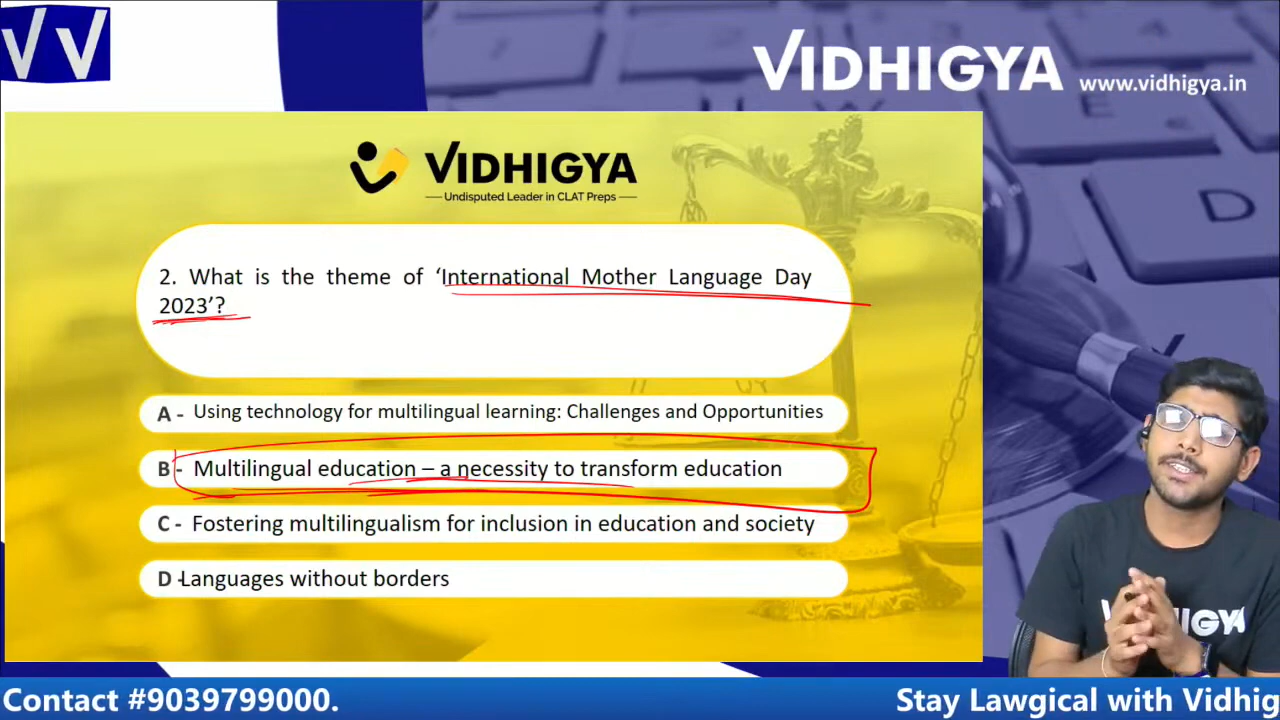 VV
VIDHIGYA www.vidhigya.in
VIDHIGYA
Undisputed Leader in CLAT Preps
2. What is the theme of ‘International Mother Language Day
2023’?
A - Using technology for multilingual learning: Challenges and Opportunities
B - Multilingual education – a necessity to transform education
C - Fostering multilingualism for inclusion in education and society
D - Languages without borders
Contact #9039799000. Stay Lawgical with Vidhig